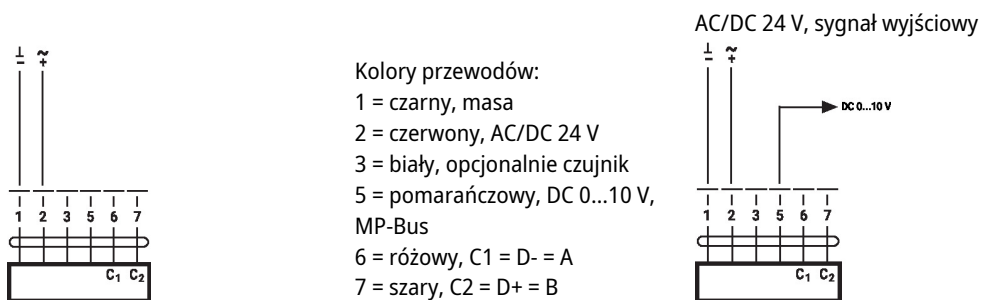 ⊥ ~
- +
1 2 3 5 6 7
C₁ C₂
Kolory przewodów:
1 = czarny, masa
2 = czerwony, AC/DC 24 V
3 = biały, opcjonalnie czujnik
5 = pomarańczowy, DC 0...10 V,
MP-Bus
6 = różowy, C1 = D- = A
7 = szary, C2 = D+ = B
AC/DC 24 V, sygnał wyjściowy
⊥ ~
- +
DC 0...10 V
1 2 3 5 6 7
C₁ C₂